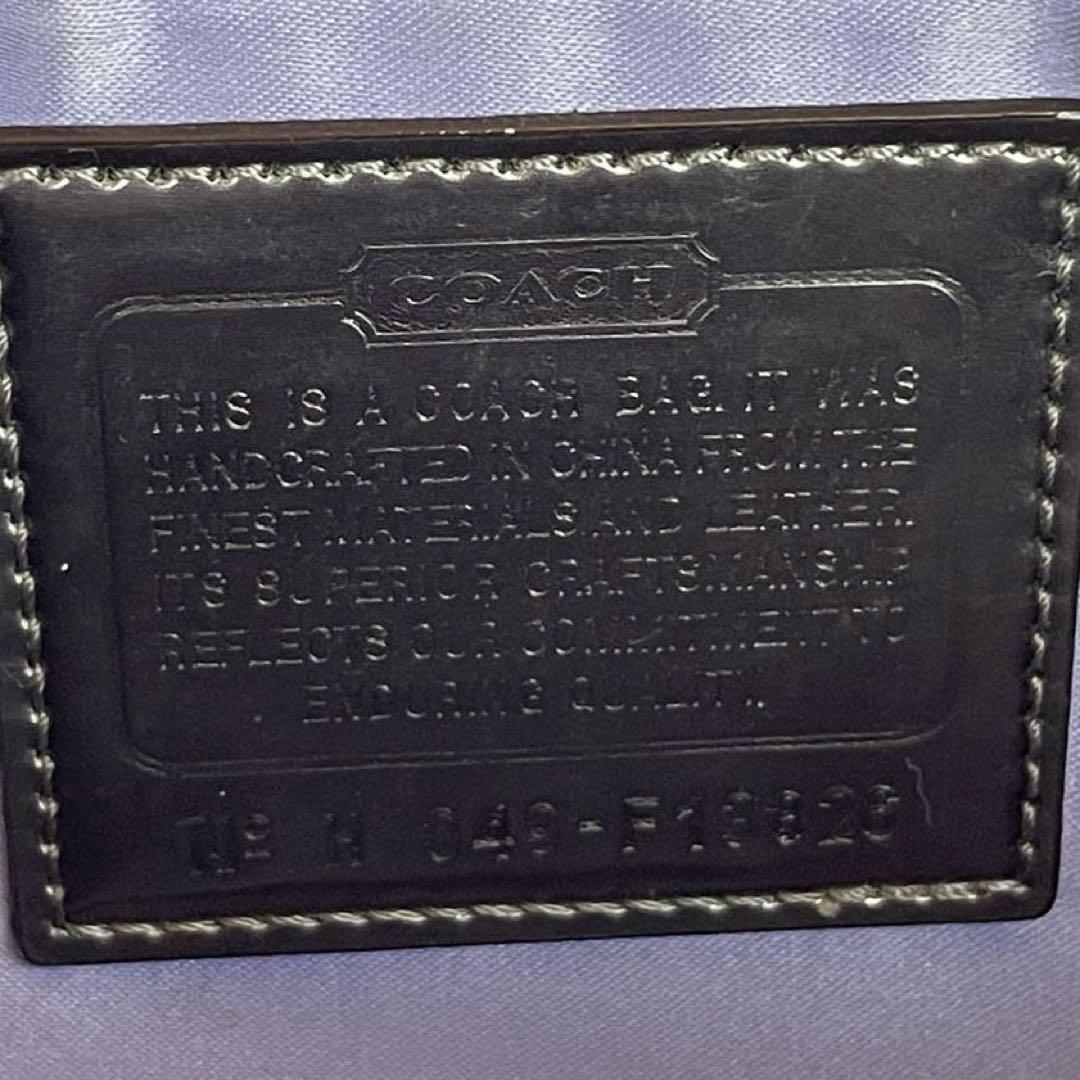 COACH
THIS IS A COACH BAG. IT WAS
HANDCRAFTED IN CHINA FROM THE
FINEST MATERIALS AND LEATHER.
ITS SUPERIOR CRAFTSMANSHIP
REFLECTS OUR COMMITMENT TO
ENDURING QUALITY.
Nº H